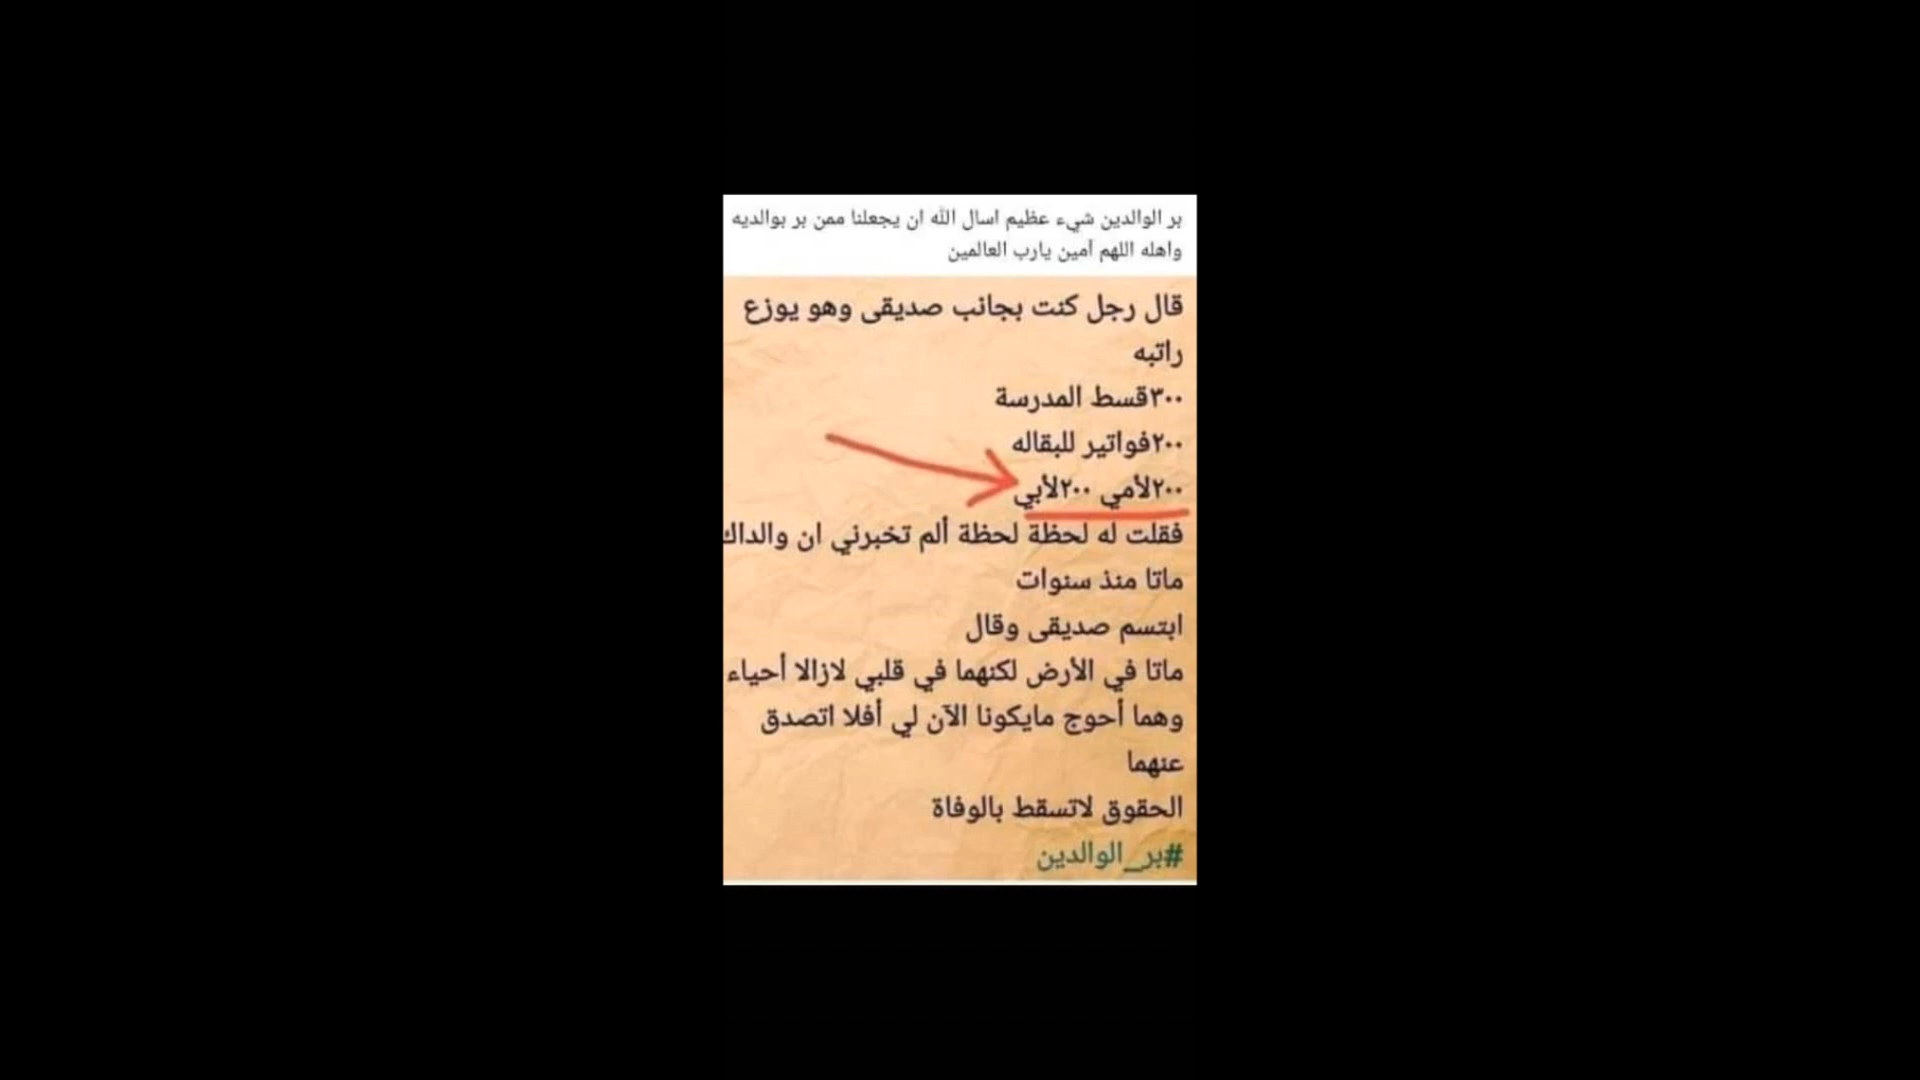 بر الوالدين شيء عظيم اسال الله ان يجعلنا ممن بر بوالديه
واهله اللهم آمين يارب العالمين
قال رجل كنت بجانب صديقى وهو يوزع
راتبه
٣٠٠قسط المدرسة
٢٠٠فواتير للبقاله
٢٠٠لأمي ٢٠٠لأبي
فقلت له لحظة لحظة ألم تخبرني ان والداك
ماتا منذ سنوات
ابتسم صديقى وقال
ماتا في الأرض لكنهما في قلبي لازالا أحياء
وهما أحوج مايكونا الآن لي أفلا اتصدق
عنهما
الحقوق لاتسقط بالوفاة
#بر_الوالدين